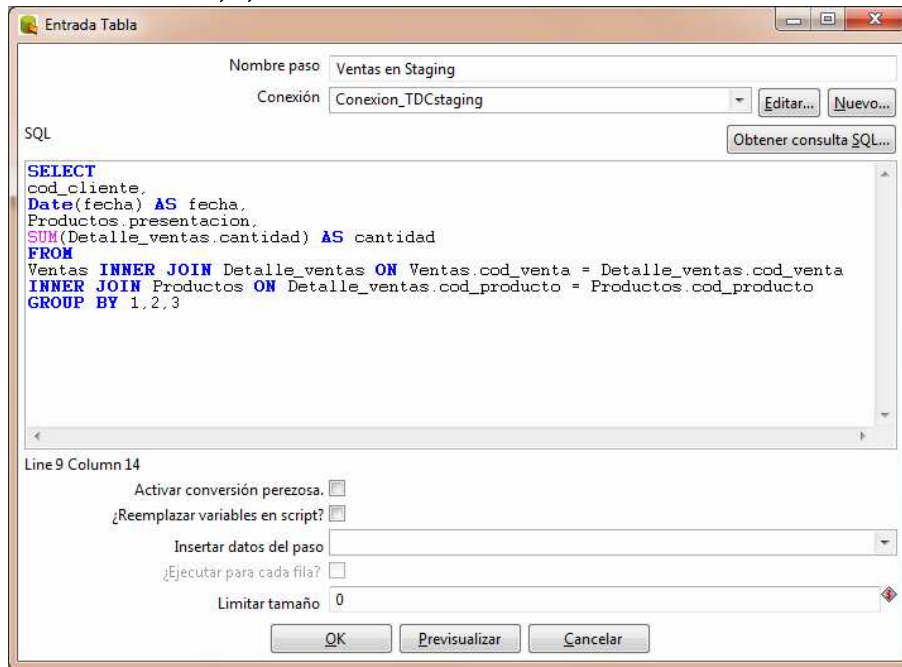 Entrada Tabla
Nombre paso Ventas en Staging
Conexión Conexion_TDCstaging Editar... Nuevo...
SQL Obtener consulta SQL...
SELECT
cod_cliente,
Date(fecha) AS fecha,
Productos.presentacion,
SUM(Detalle_ventas.cantidad) AS cantidad
FROM
Ventas INNER JOIN Detalle_ventas ON Ventas.cod_venta = Detalle_ventas.cod_venta
INNER JOIN Productos ON Detalle_ventas.cod_producto = Productos.cod_producto
GROUP BY 1,2,3
Line 9 Column 14
Activar conversión perezosa.
¿Reemplazar variables en script?
Insertar datos del paso
¿Ejecutar para cada fila?
Limitar tamaño 0
OK Previsualizar Cancelar